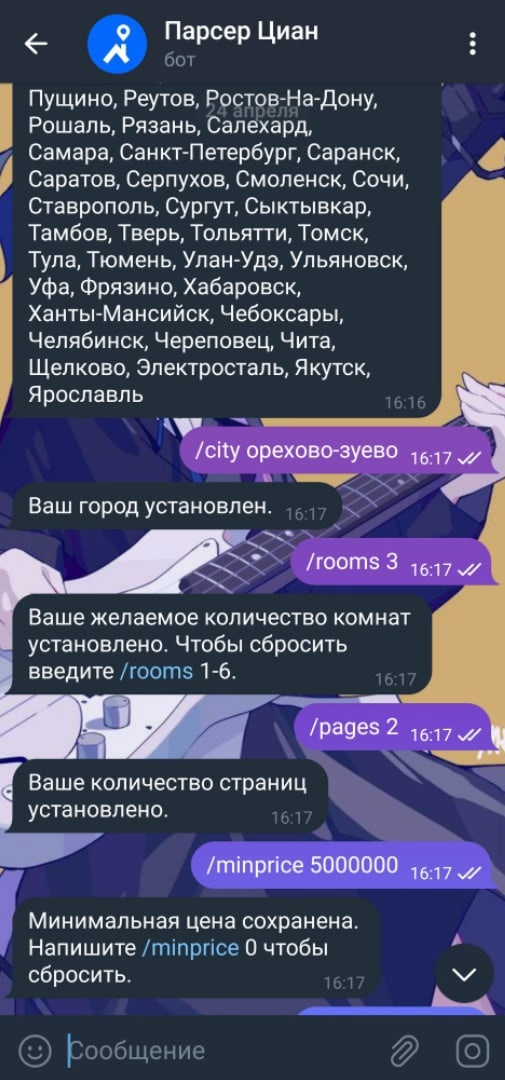 Парсер Циан
бот
24 апреля
Пущино, Реутов, Ростов-На-Дону,
Рошаль, Рязань, Салехард,
Самара, Санкт-Петербург, Саранск,
Саратов, Серпухов, Смоленск, Сочи,
Ставрополь, Сургут, Сыктывкар,
Тамбов, Тверь, Тольятти, Томск,
Тула, Тюмень, Улан-Удэ, Ульяновск,
Уфа, Фрязино, Хабаровск,
Ханты-Мансийск, Чебоксары,
Челябинск, Череповец, Чита,
Щелково, Электросталь, Якутск,
Ярославль
16:16
/city орехово-зуево 16:17
Ваш город установлен. 16:17
/rooms 3 16:17
Ваше желаемое количество комнат
установлено. Чтобы сбросить
введите /rooms 1-6. 16:17
/pages 2 16:17
Ваше количество страниц
установлено. 16:17
/minprice 5000000 16:17
Минимальная цена сохранена.
Напишите /minprice 0 чтобы
сбросить. 16:17
Сообщение